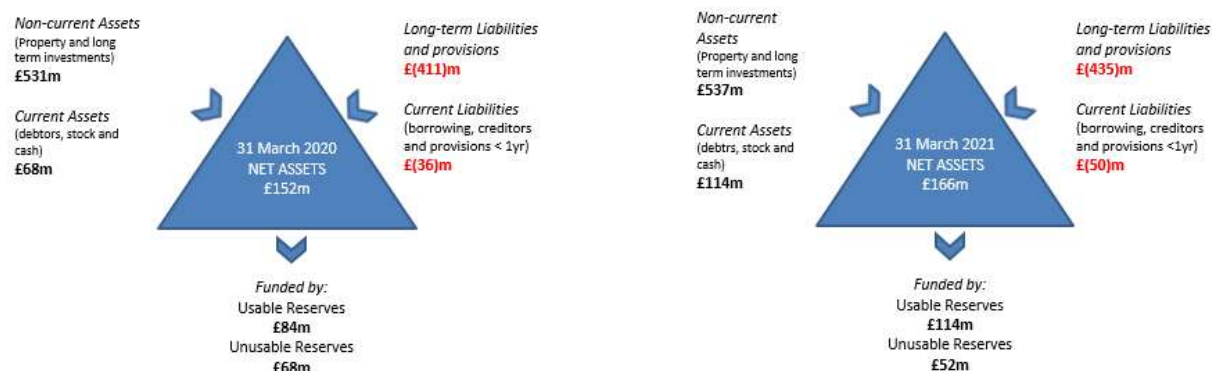 Non-current Assets
(Property and long
term investments)
£531m
Current Assets
(debtors, stock and
cash)
£68m
31 March 2020
NET ASSETS
£152m
Long-term Liabilities
and provisions
£(411)m
Current Liabilities
(borrowing, creditors
and provisions < 1yr)
£(36)m
Funded by:
Usable Reserves
£84m
Unusable Reserves
£68m
Non-current
Assets
(Property and long
term investments)
£537m
Current Assets
(debtrs, stock and
cash)
£114m
31 March 2021
NET ASSETS
£166m
Long-term Liabilities
and provisions
£(435)m
Current Liabilities
(borrowing, creditors
and provisions <1yr)
£(50)m
Funded by:
Usable Reserves
£114m
Unusable Reserves
£52m